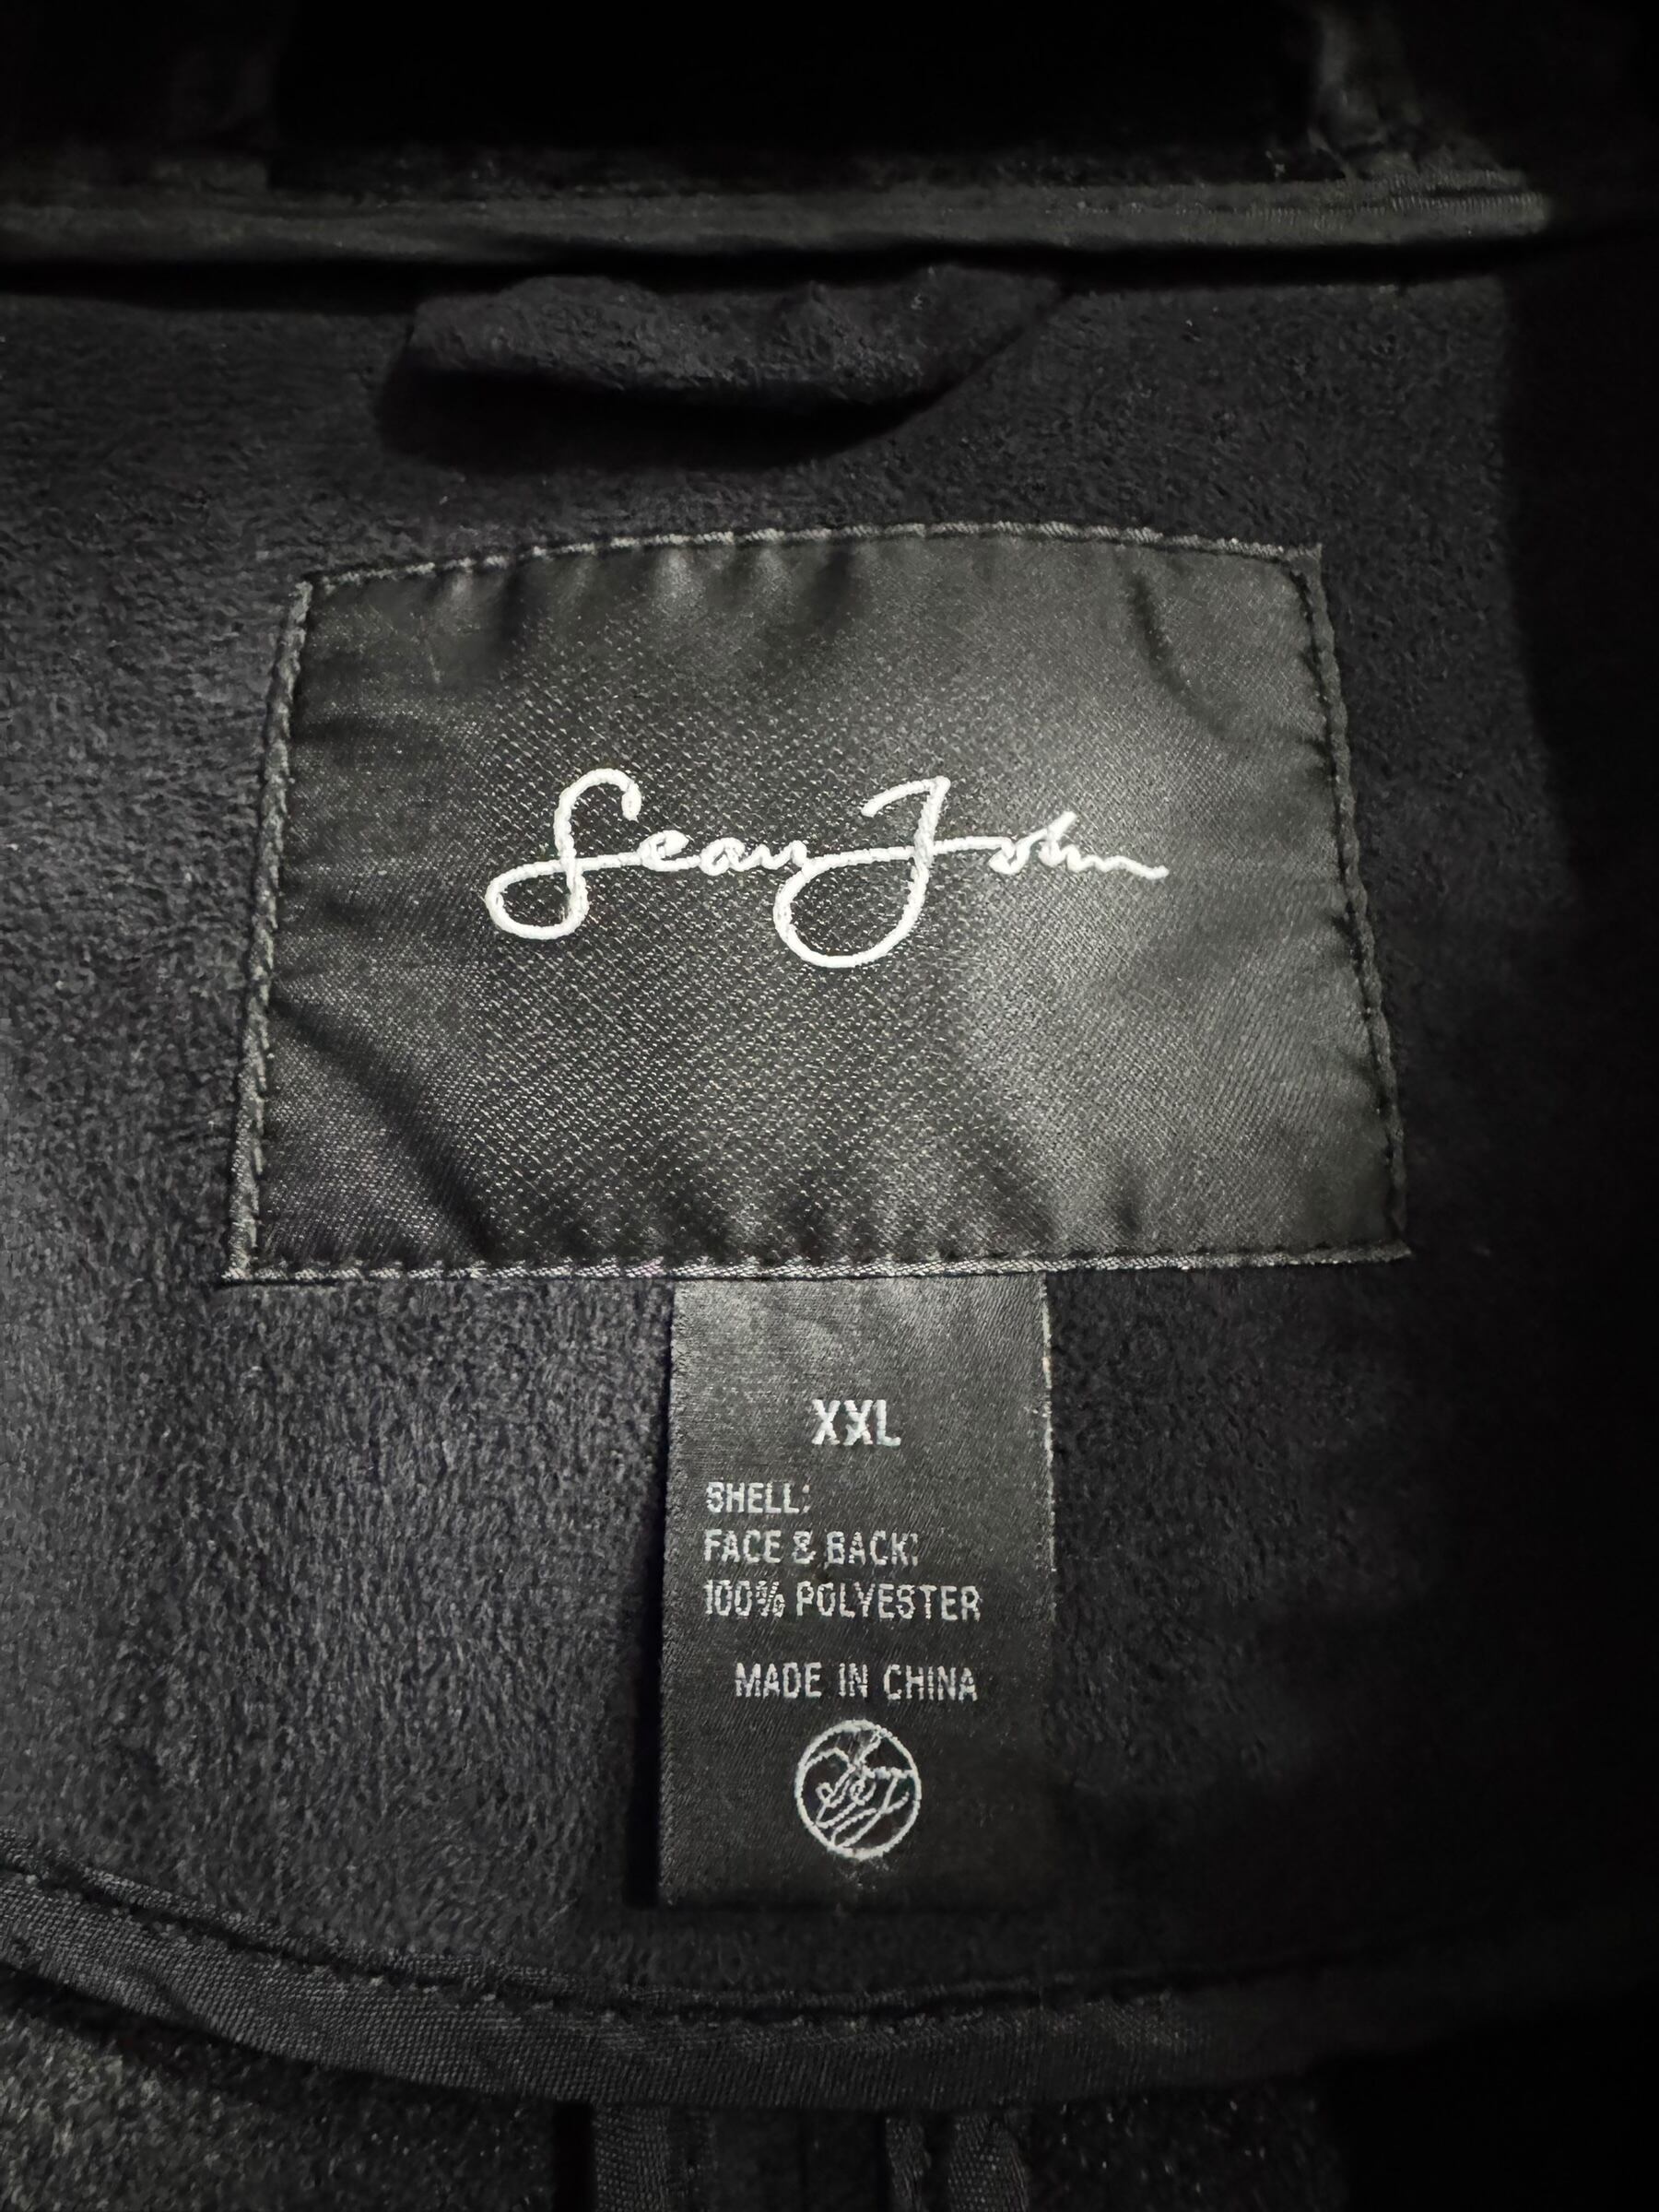 Sean John
XXL
SHELL:
FACE & BACK:
100% POLYESTER
MADE IN CHINA